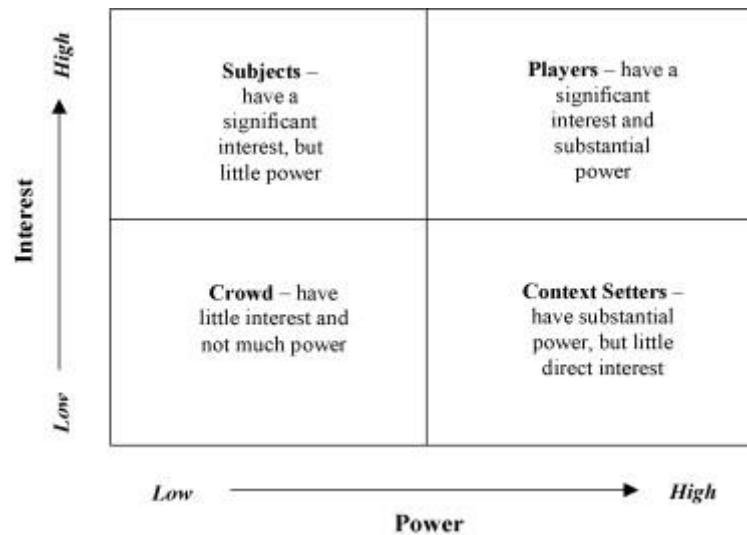 High
Interest
Low
Subjects –
have a
significant
interest, but
little power
Players – have a
significant
interest and
substantial
power
Crowd – have
little interest and
not much power
Context Setters –
have substantial
power, but little
direct interest
Low
High
Power